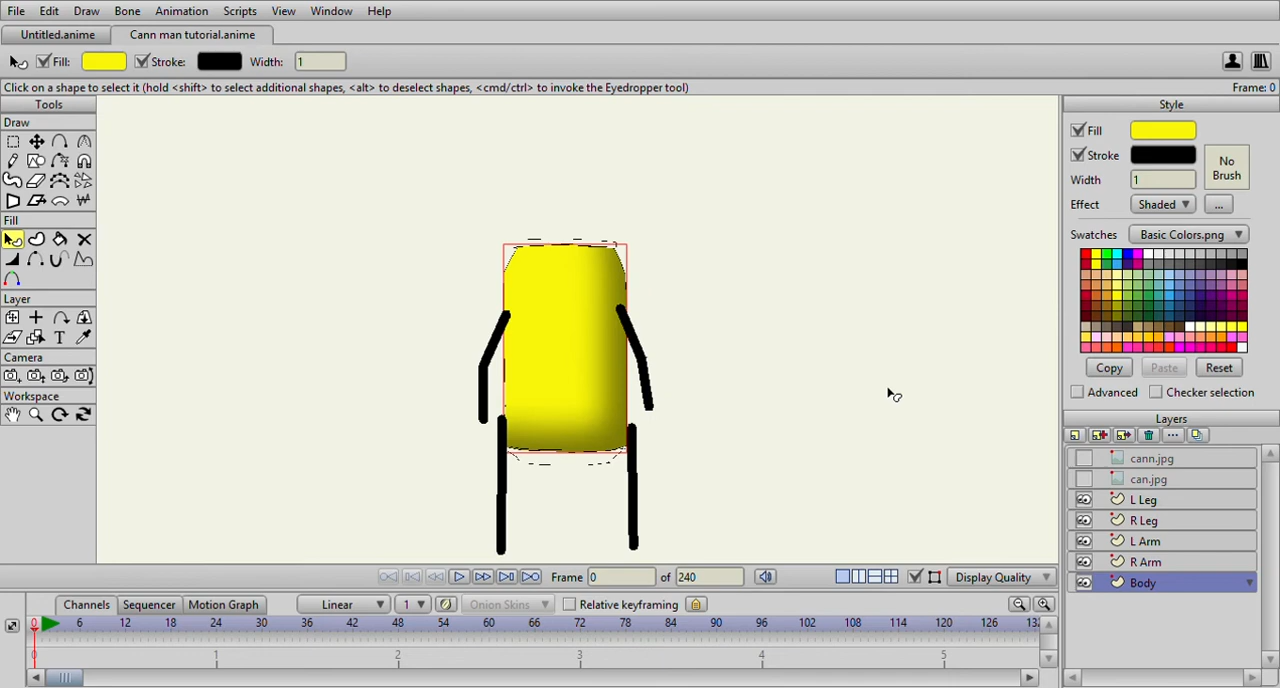 File Edit Draw Bone Animation Scripts View Window Help
Untitled.anime Cann man tutorial.anime
Fill: Stroke: Width: 1
Click on a shape to select it (hold <shift> to select additional shapes, <alt> to deselect shapes, <cmd/ctrl> to invoke the Eyedropper tool) Frame: 0
Tools
Draw
Fill
Layer
Camera
Workspace
Style
Fill
Stroke
No
Brush
Width 1
Effect Shaded ...
Swatches Basic Colors.png
Copy Paste Reset
Advanced Checker selection
Layers
cann.jpg
can.jpg
L Leg
R Leg
L Arm
R Arm
Body
Frame 0 of 240 Display Quality
Channels Sequencer Motion Graph Linear 1 Onion Skins Relative keyframing
0 6 12 18 24 30 36 42 48 54 60 66 72 78 84 90 96 102 108 114 120 126
0 1 2 3 4 5